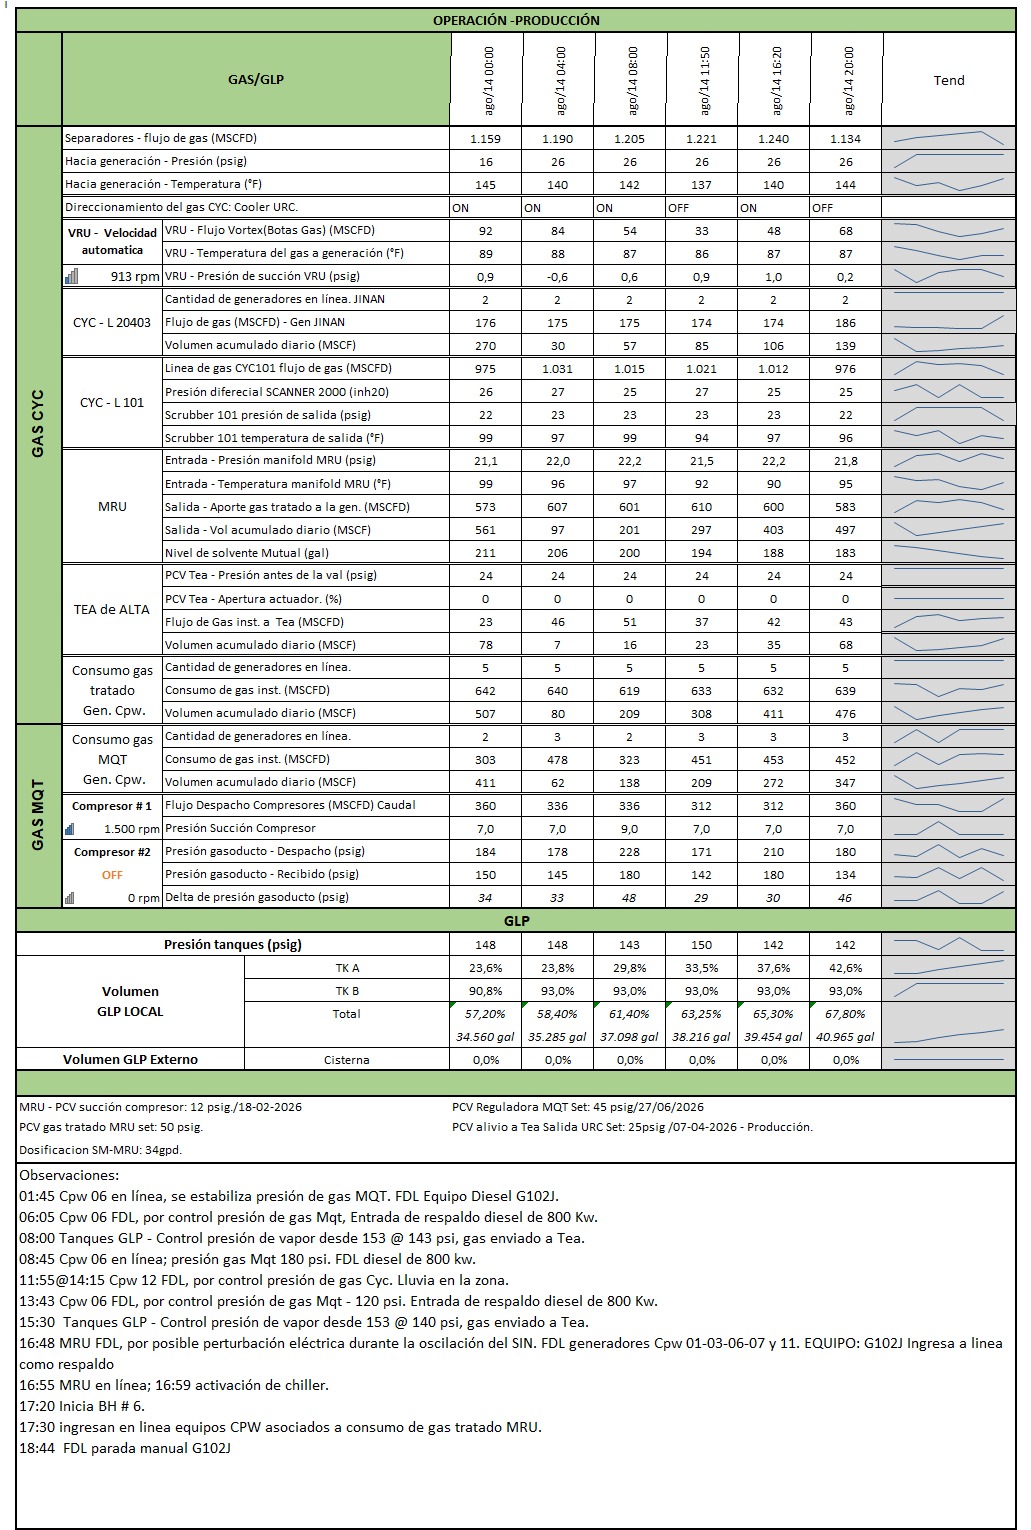 OPERACIÓN -PRODUCCIÓN
GAS/GLP ago/14 00:00 ago/14 04:00 ago/14 08:00 ago/14 11:50 ago/14 16:20 ago/14 20:00 Tend
GAS CYC
Separadores - flujo de gas (MSCFD) 1.159 1.190 1.205 1.221 1.240 1.134
Hacia generación - Presión (psig) 16 26 26 26 26 26
Hacia generación - Temperatura (°F) 145 140 142 137 140 144
Direccionamiento del gas CYC: Cooler URC. ON ON ON OFF ON OFF
VRU - Velocidad automatica
913 rpm
VRU - Flujo Vortex(Botas Gas) (MSCFD) 92 84 54 33 48 68
VRU - Temperatura del gas a generación (°F) 89 88 87 86 87 87
VRU - Presión de succión VRU (psig) 0,9 -0,6 0,6 0,9 1,0 0,2
CYC - L 20403
Cantidad de generadores en línea. JINAN 2 2 2 2 2 2
Flujo de gas (MSCFD) - Gen JINAN 176 175 175 174 174 186
Volumen acumulado diario (MSCF) 270 30 57 85 106 139
CYC - L 101
Linea de gas CYC101 flujo de gas (MSCFD) 975 1.031 1.015 1.021 1.012 976
Presión diferecial SCANNER 2000 (inh20) 26 27 25 27 25 25
Scrubber 101 presión de salida (psig) 22 23 23 23 23 22
Scrubber 101 temperatura de salida (°F) 99 97 99 94 97 96
MRU
Entrada - Presión manifold MRU (psig) 21,1 22,0 22,2 21,5 22,2 21,8
Entrada - Temperatura manifold MRU (°F) 99 96 97 92 90 95
Salida - Aporte gas tratado a la gen. (MSCFD) 573 607 601 610 600 583
Salida - Vol acumulado diario (MSCF) 561 97 201 297 403 497
Nivel de solvente Mutual (gal) 211 206 200 194 188 183
TEA de ALTA
PCV Tea - Presión antes de la val (psig) 24 24 24 24 24 24
PCV Tea - Apertura actuador. (%) 0 0 0 0 0 0
Flujo de Gas inst. a Tea (MSCFD) 23 46 51 37 42 43
Volumen acumulado diario (MSCF) 78 7 16 23 35 68
Consumo gas tratado Gen. Cpw.
Cantidad de generadores en línea. 5 5 5 5 5 5
Consumo de gas inst. (MSCFD) 642 640 619 633 632 639
Volumen acumulado diario (MSCF) 507 80 209 308 411 476
GAS MQT
Consumo gas MQT Gen. Cpw.
Cantidad de generadores en línea. 2 3 2 3 3 3
Consumo de gas inst. (MSCFD) 303 478 323 451 453 452
Volumen acumulado diario (MSCF) 411 62 138 209 272 347
Compresor # 1
1.500 rpm
Flujo Despacho Compresores (MSCFD) Caudal 360 336 336 312 312 360
Presión Succión Compresor 7,0 7,0 9,0 7,0 7,0 7,0
Compresor #2
OFF
0 rpm
Presión gasoducto - Despacho (psig) 184 178 228 171 210 180
Presión gasoducto - Recibido (psig) 150 145 180 142 180 134
Delta de presión gasoducto (psig) 34 33 48 29 30 46
GLP
Presión tanques (psig) 148 148 143 150 142 142
Volumen GLP LOCAL
TK A 23,6% 23,8% 29,8% 33,5% 37,6% 42,6%
TK B 90,8% 93,0% 93,0% 93,0% 93,0% 93,0%
Total 57,20% 58,40% 61,40% 63,25% 65,30% 67,80%
34.560 gal 35.285 gal 37.098 gal 38.216 gal 39.454 gal 40.965 gal
Volumen GLP Externo Cisterna 0,0% 0,0% 0,0% 0,0% 0,0% 0,0%
MRU - PCV succión compresor: 12 psig./18-02-2026 PCV Reguladora MQT Set: 45 psig/27/06/2026
PCV gas tratado MRU set: 50 psig. PCV alivio a Tea Salida URC Set: 25psig /07-04-2026 - Producción.
Dosificacion SM-MRU: 34gpd.
Observaciones:
01:45 Cpw 06 en línea, se estabiliza presión de gas MQT. FDL Equipo Diesel G102J.
06:05 Cpw 06 FDL, por control presión de gas Mqt, Entrada de respaldo diesel de 800 Kw.
08:00 Tanques GLP - Control presión de vapor desde 153 @ 143 psi, gas enviado a Tea.
08:45 Cpw 06 en línea; presión gas Mqt 180 psi. FDL diesel de 800 kw.
11:55@14:15 Cpw 12 FDL, por control presión de gas Cyc. Lluvia en la zona.
13:43 Cpw 06 FDL, por control presión de gas Mqt - 120 psi. Entrada de respaldo diesel de 800 Kw.
15:30 Tanques GLP - Control presión de vapor desde 153 @ 140 psi, gas enviado a Tea.
16:48 MRU FDL, por posible perturbación eléctrica durante la oscilación del SIN. FDL generadores Cpw 01-03-06-07 y 11. EQUIPO: G102J Ingresa a linea
como respaldo
16:55 MRU en línea; 16:59 activación de chiller.
17:20 Inicia BH # 6.
17:30 ingresan en linea equipos CPW asociados a consumo de gas tratado MRU.
18:44 FDL parada manual G102J